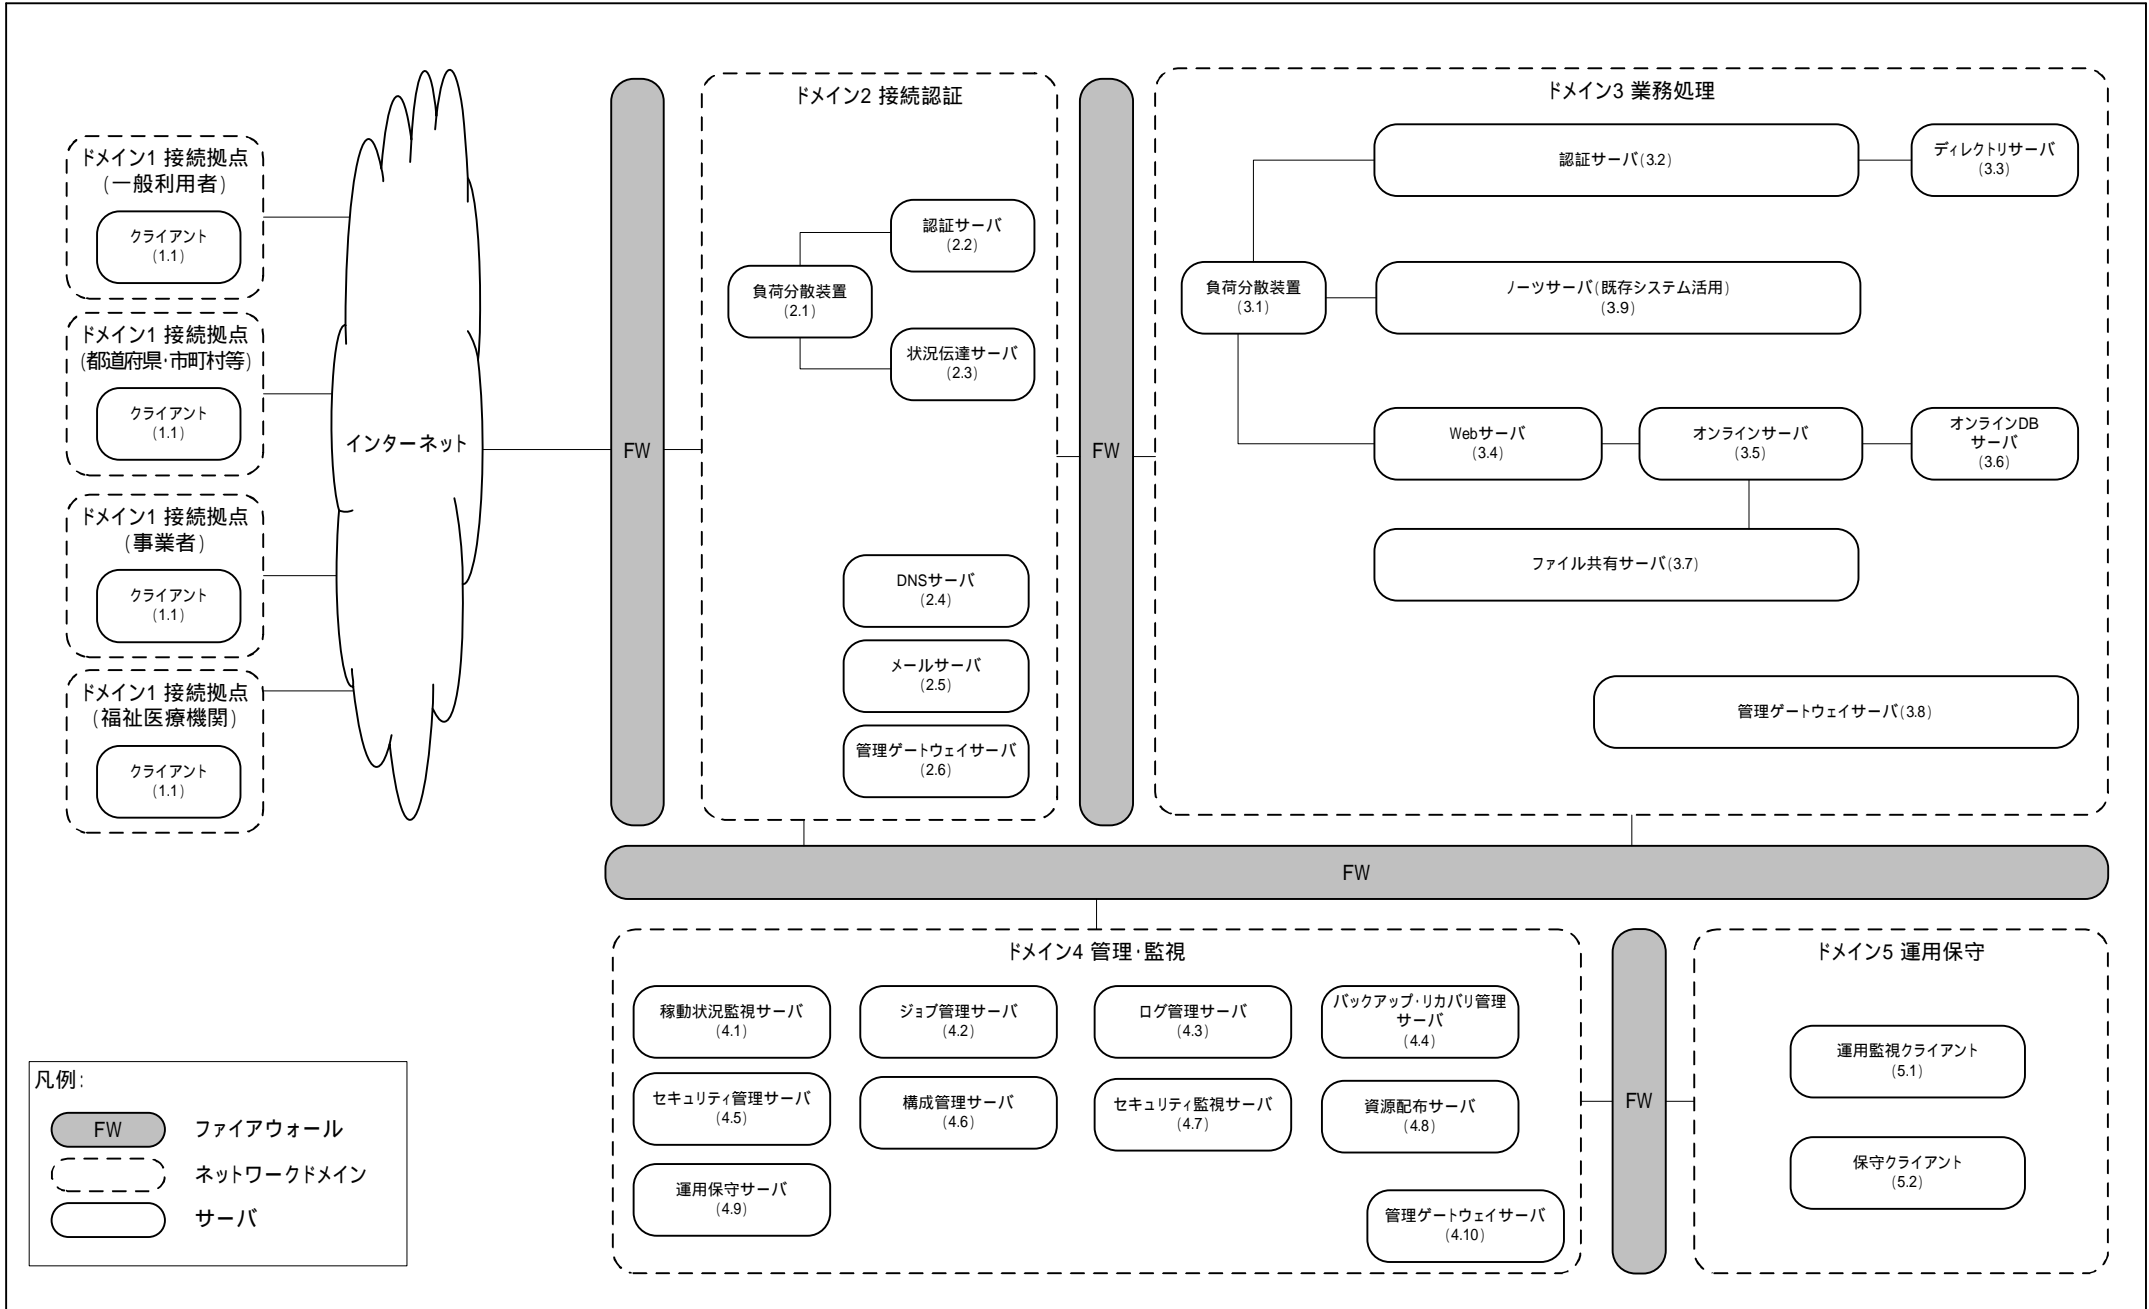 ドメイン1 接続拠点
(一般利用者)
クライアント
(1.1)
ドメイン1 接続拠点
(都道府県・市町村等)
クライアント
(1.1)
ドメイン1 接続拠点
(事業者)
クライアント
(1.1)
ドメイン1 接続拠点
(福祉医療機関)
クライアント
(1.1)
インターネット
FW
ドメイン2 接続認証
認証サーバ
(2.2)
負荷分散装置
(2.1)
状況伝達サーバ
(2.3)
DNSサーバ
(2.4)
メールサーバ
(2.5)
管理ゲートウェイサーバ
(2.6)
FW
ドメイン3 業務処理
認証サーバ(3.2)
ディレクトリサーバ
(3.3)
負荷分散装置
(3.1)
ノーツサーバ(既存システム活用)
(3.9)
Webサーバ
(3.4)
オンラインサーバ
(3.5)
オンラインDB
サーバ
(3.6)
ファイル共有サーバ(3.7)
管理ゲートウェイサーバ(3.8)
FW
ドメイン4 管理・監視
稼動状況監視サーバ
(4.1)
ジョブ管理サーバ
(4.2)
ログ管理サーバ
(4.3)
バックアップ・リカバリ管理
サーバ
(4.4)
セキュリティ管理サーバ
(4.5)
構成管理サーバ
(4.6)
セキュリティ監視サーバ
(4.7)
資源配布サーバ
(4.8)
運用保守サーバ
(4.9)
管理ゲートウェイサーバ
(4.10)
FW
ドメイン5 運用保守
運用監視クライアント
(5.1)
保守クライアント
(5.2)
凡例:
FW
ファイアウォール
ネットワークドメイン
サーバ